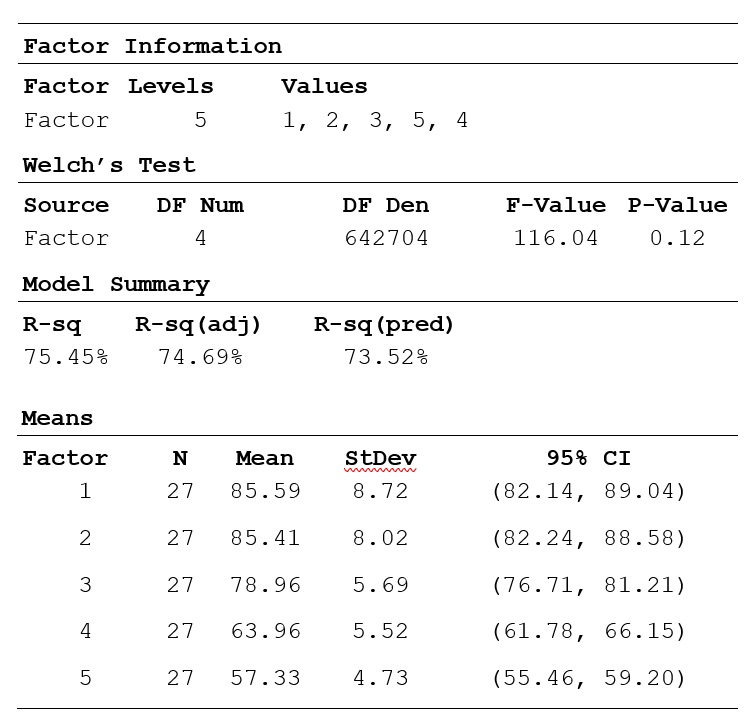 Factor Information
Factor Levels Values
Factor 5 1, 2, 3, 5, 4
Welch’s Test
Source DF Num DF Den F-Value P-Value
Factor 4 642704 116.04 0.12
Model Summary
R-sq R-sq(adj) R-sq(pred)
75.45% 74.69% 73.52%
Means
Factor N Mean StDev 95% CI
1 27 85.59 8.72 (82.14, 89.04)
2 27 85.41 8.02 (82.24, 88.58)
3 27 78.96 5.69 (76.71, 81.21)
4 27 63.96 5.52 (61.78, 66.15)
5 27 57.33 4.73 (55.46, 59.20)